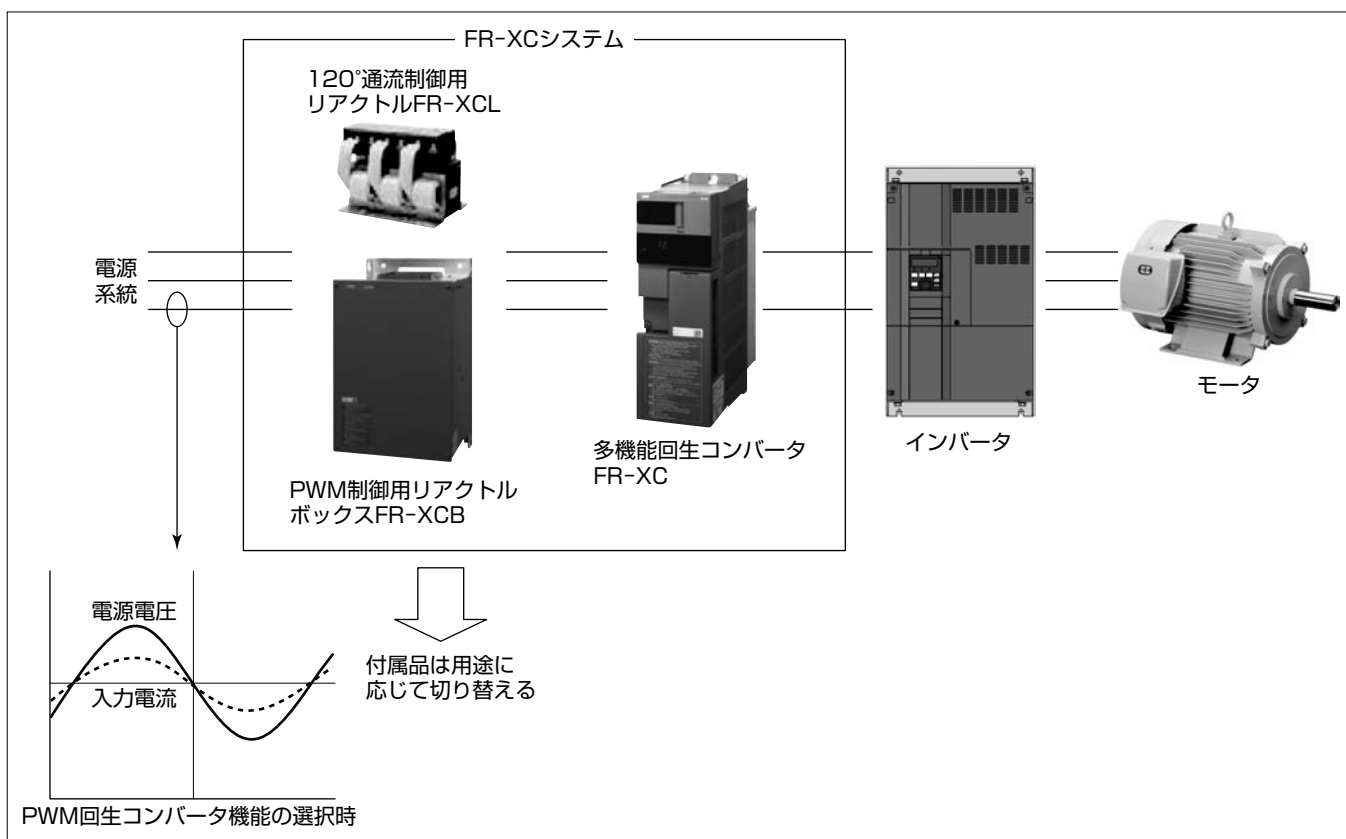 FR-XCシステム
120°通流制御用
リアクトルFR-XCL
電源
系統
PWM制御用リアクトル
ボックスFR-XCB
多機能回生コンバータ
FR-XC
インバータ
モータ
電源電圧
入力電流
付属品は用途に
応じて切り替える
PWM回生コンバータ機能の選択時